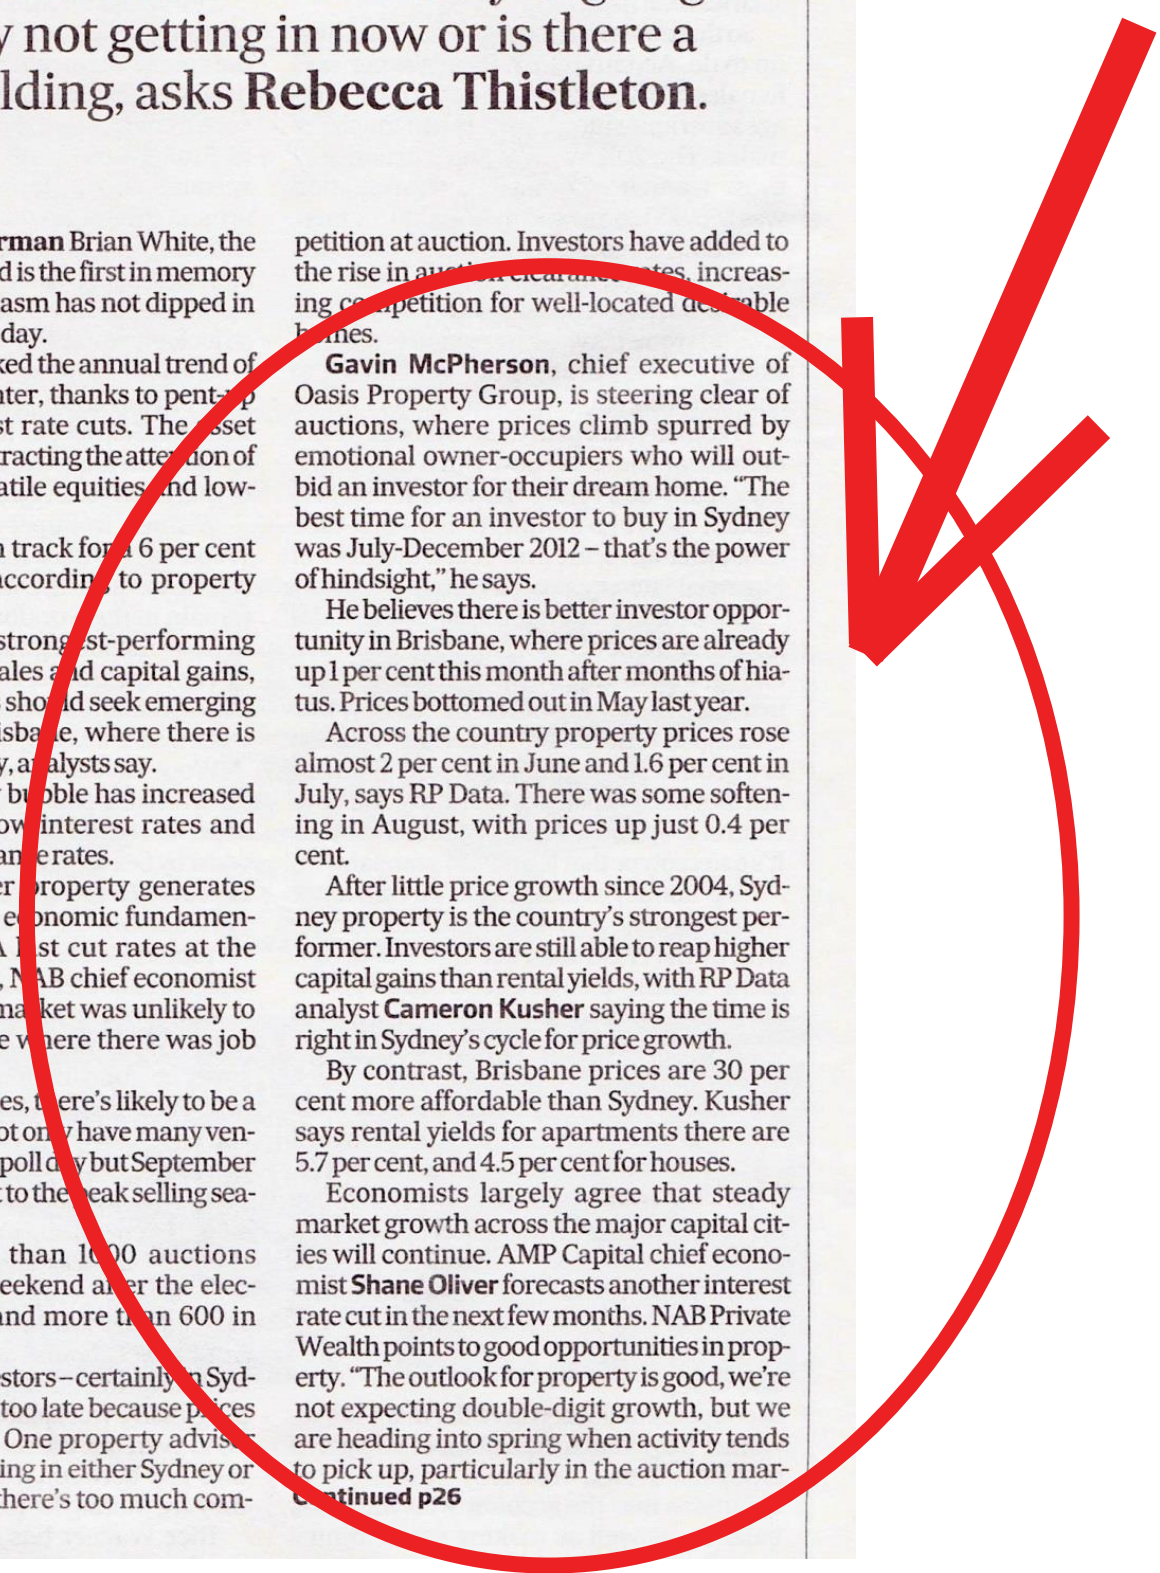 y not getting in now or is there a
lding, asks Rebecca Thistleton.
rman Brian White, the
d is the first in memory
asm has not dipped in
day.
ked the annual trend of
nter, thanks to pent-up
st rate cuts. The asset
racting the attention of
atile equities and low-
n track for a 6 per cent
according to property
strongest-performing
ales and capital gains,
should seek emerging
isbane, where there is
y, analysts say.
bubble has increased
ow interest rates and
ance rates.
er property generates
economic fundamen-
A last cut rates at the
, NAB chief economist
market was unlikely to
e where there was job
es, there's likely to be a
ot only have many ven-
poll day but September
t to the peak selling sea-
than 1000 auctions
eekend after the elec-
and more than 600 in
stors – certainly in Syd-
too late because prices
One property adviser
ing in either Sydney or
there's too much com-
petition at auction. Investors have added to
the rise in auction clearance rates, increas-
ing competition for well-located desirable
homes.
Gavin McPherson, chief executive of
Oasis Property Group, is steering clear of
auctions, where prices climb spurred by
emotional owner-occupiers who will out-
bid an investor for their dream home. “The
best time for an investor to buy in Sydney
was July-December 2012 – that's the power
of hindsight,” he says.
He believes there is better investor oppor-
tunity in Brisbane, where prices are already
up 1 per cent this month after months of hia-
tus. Prices bottomed out in May last year.
Across the country property prices rose
almost 2 per cent in June and 1.6 per cent in
July, says RP Data. There was some soften-
ing in August, with prices up just 0.4 per
cent.
After little price growth since 2004, Syd-
ney property is the country's strongest per-
former. Investors are still able to reap higher
capital gains than rental yields, with RP Data
analyst Cameron Kusher saying the time is
right in Sydney's cycle for price growth.
By contrast, Brisbane prices are 30 per
cent more affordable than Sydney. Kusher
says rental yields for apartments there are
5.7 per cent, and 4.5 per cent for houses.
Economists largely agree that steady
market growth across the major capital cit-
ies will continue. AMP Capital chief econo-
mist Shane Oliver forecasts another interest
rate cut in the next few months. NAB Private
Wealth points to good opportunities in prop-
erty. “The outlook for property is good, we're
not expecting double-digit growth, but we
are heading into spring when activity tends
to pick up, particularly in the auction mar-
Continued p26